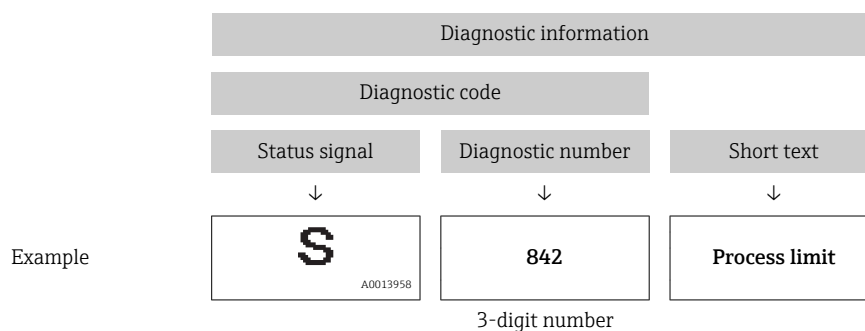 Diagnostic information
Diagnostic code
Status signal Diagnostic number Short text
↓ ↓ ↓
Example S 842 Process limit
A0013958
3-digit number